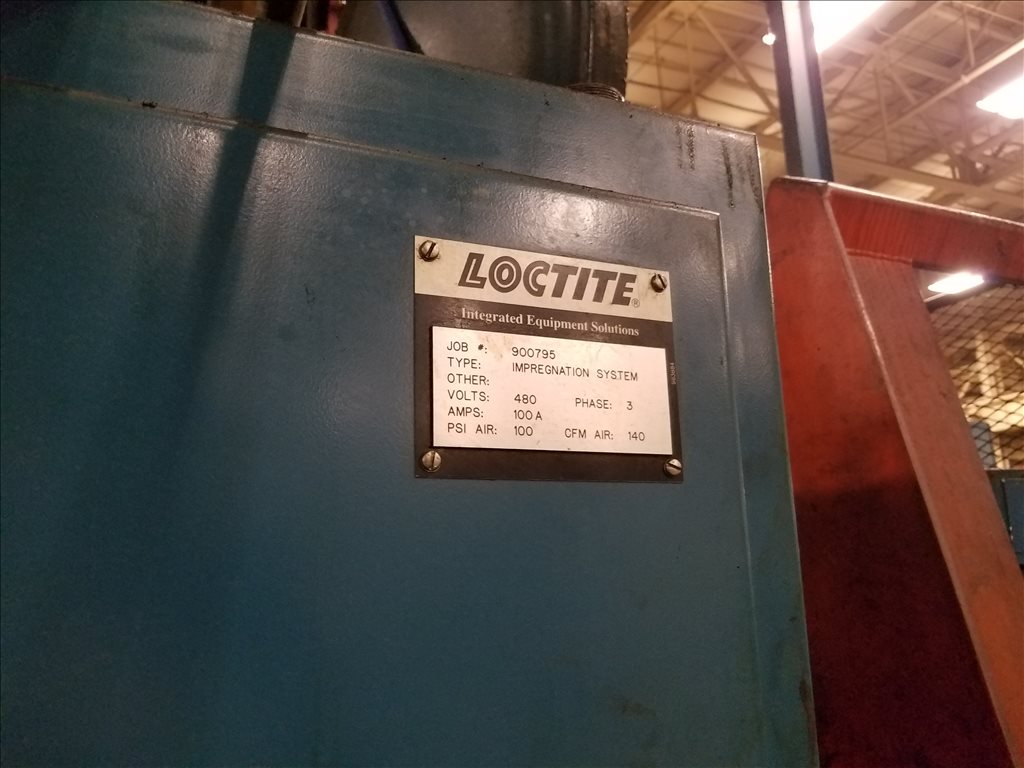 LOCTITE®
Integrated Equipment Solutions
JOB #: 900795
TYPE: IMPREGNATION SYSTEM
OTHER:
VOLTS: 480 PHASE: 3
AMPS: 100 A
PSI AIR: 100 CFM AIR: 140